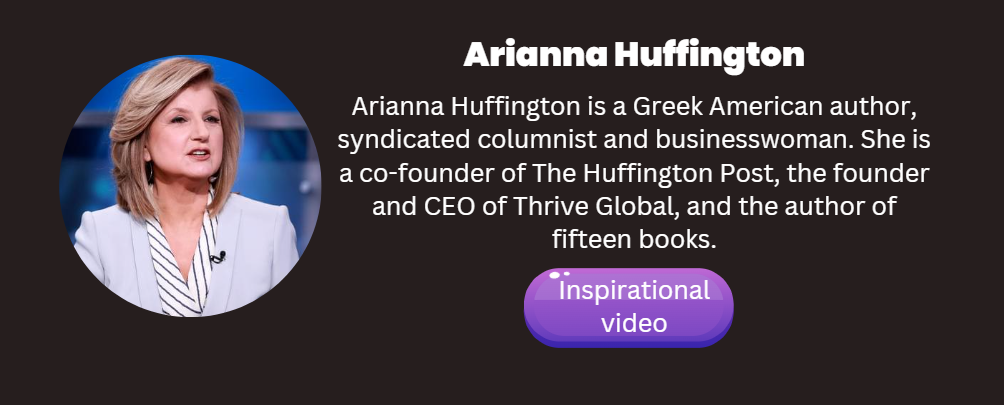 Arianna Huffington
Arianna Huffington is a Greek American author,
syndicated columnist and businesswoman. She is
a co-founder of The Huffington Post, the founder
and CEO of Thrive Global, and the author of
fifteen books.
Inspirational
video